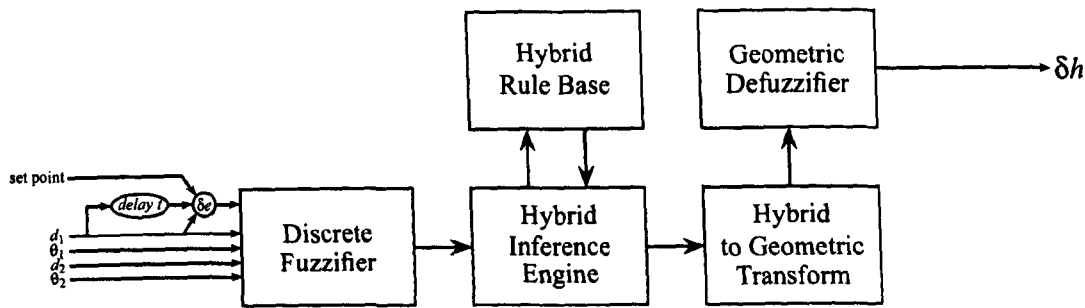 Hybrid
Rule Base
Geometric
Defuzzifier
δh
set point
delay t
δe
d₁
θ₁
d₂
θ₂
Discrete
Fuzzifier
Hybrid
Inference
Engine
Hybrid
to Geometric
Transform